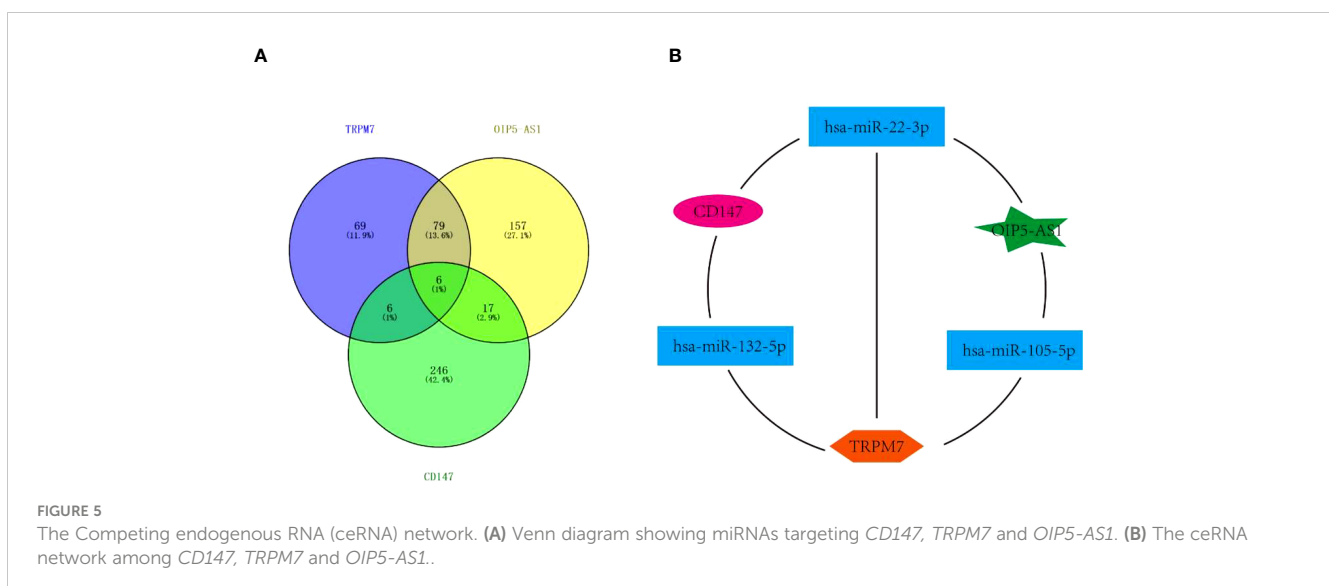 A
B
TRPM7
OIP5-AS1
69
(11.9%)
79
(13.6%)
157
(27.1%)
6
(1%)
6
(1%)
17
(2.9%)
246
(42.4%)
CD147
hsa-miR-22-3p
CD147
OIP5-AS1
hsa-miR-132-5p
hsa-miR-105-5p
TRPM7
FIGURE 5
The Competing endogenous RNA (ceRNA) network. (A) Venn diagram showing miRNAs targeting CD147, TRPM7 and OIP5-AS1. (B) The ceRNA
network among CD147, TRPM7 and OIP5-AS1..